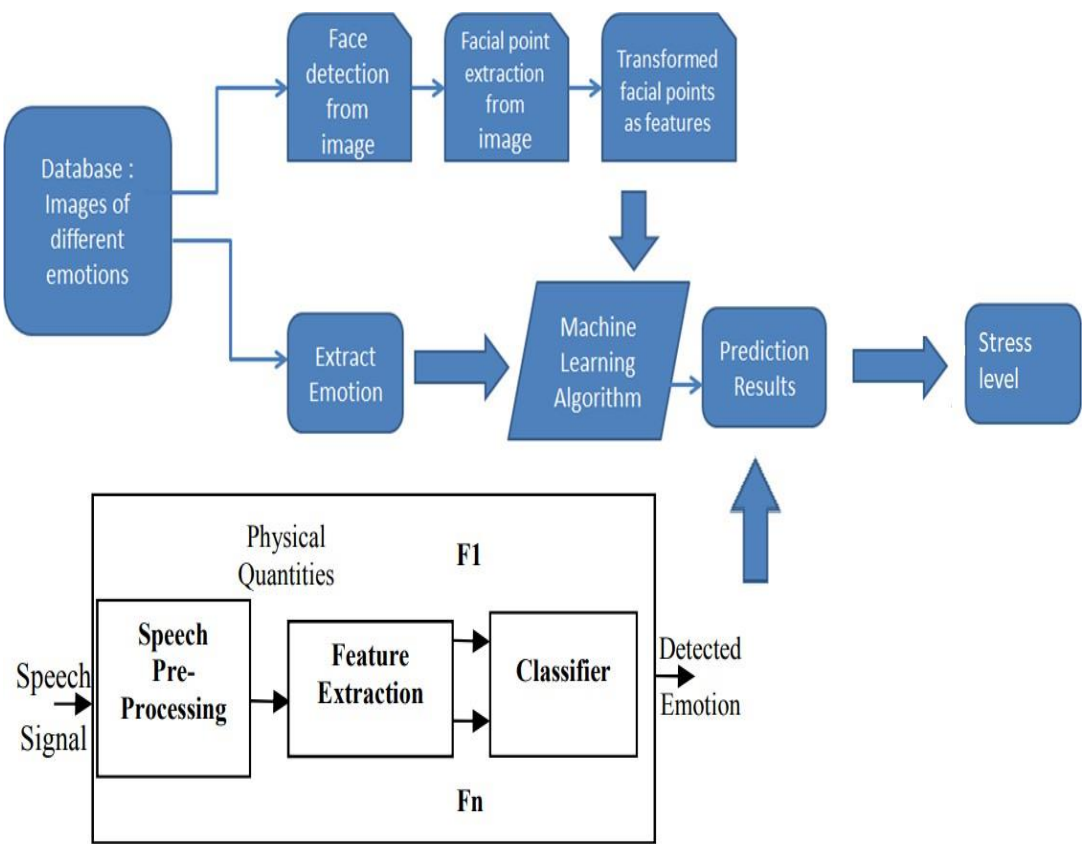 Face
detection
from
image
Facial point
extraction
from
image
Transformed
facial points
as features
Database :
Images of
different
emotions
Extract
Emotion
Machine
Learning
Algorithm
Prediction
Results
Stress
level
Physical
Quantities
F1
Speech
Signal
Speech
Pre-
Processing
Feature
Extraction
Classifier
Detected
Emotion
Fn